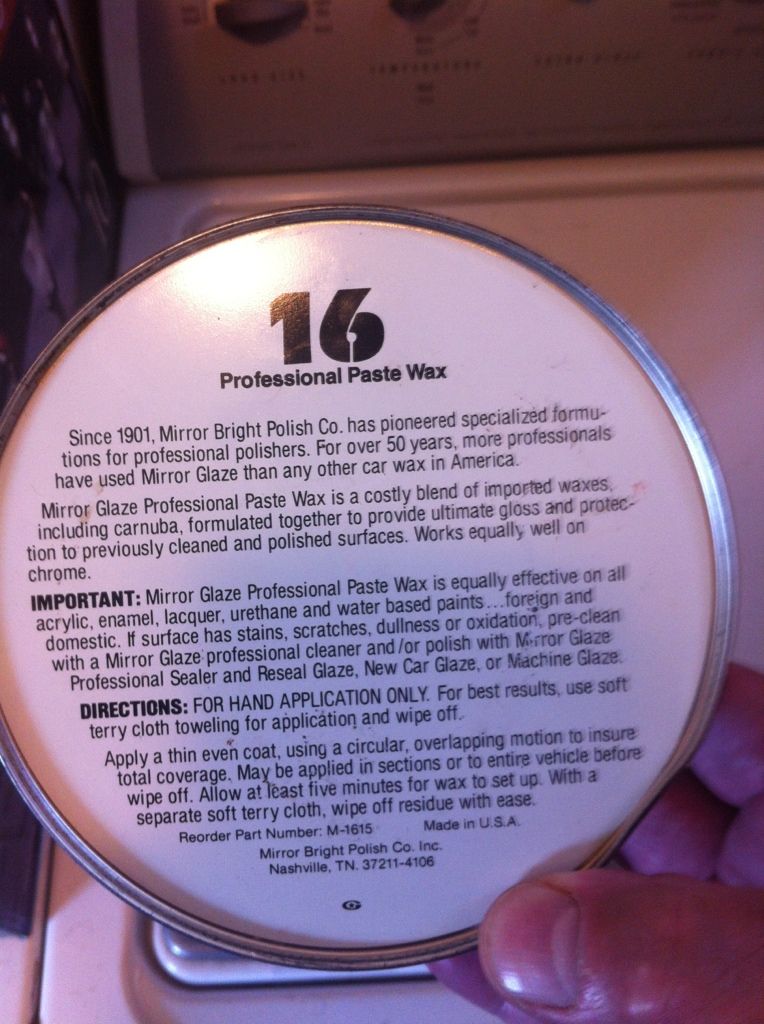 16
Professional Paste Wax
Since 1901, Mirror Bright Polish Co. has pioneered specialized formu-
tions for professional polishers. For over 50 years, more professionals
have used Mirror Glaze than any other car wax in America.
Mirror Glaze Professional Paste Wax is a costly blend of imported waxes,
including carnuba, formulated together to provide ultimate gloss and protec-
tion to previously cleaned and polished surfaces. Works equally well on
chrome.
IMPORTANT: Mirror Glaze Professional Paste Wax is equally effective on all
acrylic, enamel, lacquer, urethane and water based paints...foreign and
domestic. If surface has stains, scratches, dullness or oxidation, pre-clean
with a Mirror Glaze professional cleaner and/or polish with Mirror Glaze
Professional Sealer and Reseal Glaze, New Car Glaze, or Machine Glaze.
DIRECTIONS: FOR HAND APPLICATION ONLY. For best results, use soft
terry cloth toweling for application and wipe off.
Apply a thin even coat, using a circular, overlapping motion to insure
total coverage. May be applied in sections or to entire vehicle before
wipe off. Allow at least five minutes for wax to set up. With a
separate soft terry cloth, wipe off residue with ease.
Reorder Part Number: M-1615 Made in U.S.A.
Mirror Bright Polish Co. Inc.
Nashville, TN. 37211-4106